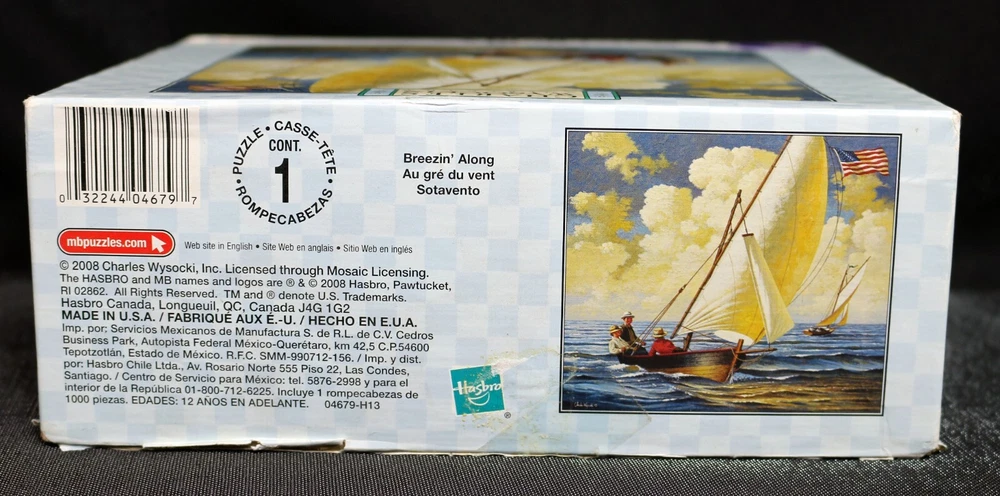 0 32244 04679 7
PUZZLE • CASSE-TÊTE • ROMPECABEZAS •
CONT.
1
Breezin' Along
Au gré du vent
Sotavento
mbpuzzles.com
Web site in English • Site Web en anglais • Sitio Web en inglés
© 2008 Charles Wysocki, Inc. Licensed through Mosaic Licensing.
The HASBRO and MB names and logos are ® & © 2008 Hasbro, Pawtucket,
RI 02862. All Rights Reserved. TM and ® denote U.S. Trademarks.
Hasbro Canada, Longueuil, QC, Canada J4G 1G2
MADE IN U.S.A. / FABRIQUÉ AUX É.-U. / HECHO EN E.U.A.
Imp. por: Servicios Mexicanos de Manufactura S. de R.L. de C.V. Cedros
Business Park, Autopista Federal México-Querétaro, km 42,5 C.P.54600
Tepotzotlán, Estado de México. R.F.C. SMM-990712-156. / Imp. y dist.
por: Hasbro Chile Ltda., Av. Rosario Norte 555 Piso 22, Las Condes,
Santiago. / Centro de Servicio para México: tel. 5876-2998 y para el
interior de la República 01-800-712-6225. Incluye 1 rompecabezas de
1000 piezas. EDADES: 12 AÑOS EN ADELANTE. 04679-H13
Hasbro
®